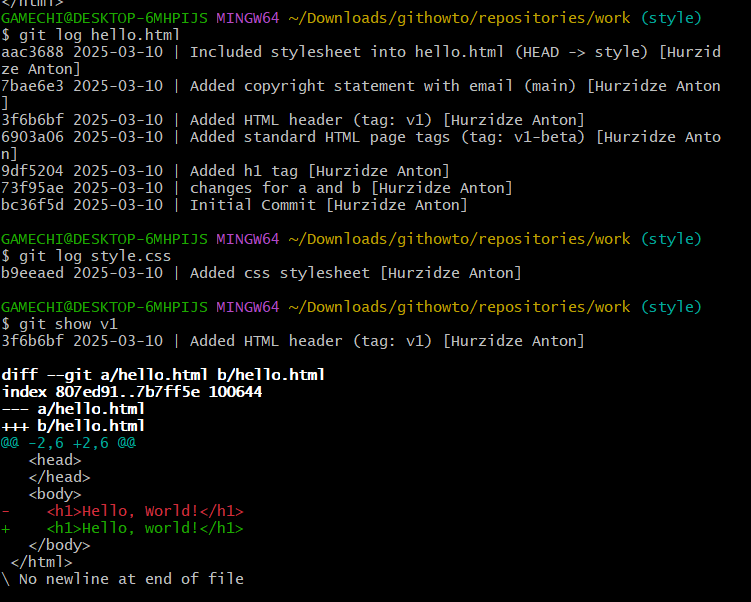 </html>
GAMECHI@DESKTOP-6MHPIJS MINGW64 ~/Downloads/githowto/repositories/work (style)
$ git log hello.html
aac3688 2025-03-10 | Included stylesheet into hello.html (HEAD -> style) [Hurzid
ze Anton]
7bae6e3 2025-03-10 | Added copyright statement with email (main) [Hurzidze Anton
]
3f6b6bf 2025-03-10 | Added HTML header (tag: v1) [Hurzidze Anton]
6903a06 2025-03-10 | Added standard HTML page tags (tag: v1-beta) [Hurzidze Anto
n]
9df5204 2025-03-10 | Added h1 tag [Hurzidze Anton]
73f95ae 2025-03-10 | changes for a and b [Hurzidze Anton]
bc36f5d 2025-03-10 | Initial Commit [Hurzidze Anton]
GAMECHI@DESKTOP-6MHPIJS MINGW64 ~/Downloads/githowto/repositories/work (style)
$ git log style.css
b9eeaed 2025-03-10 | Added css stylesheet [Hurzidze Anton]
GAMECHI@DESKTOP-6MHPIJS MINGW64 ~/Downloads/githowto/repositories/work (style)
$ git show v1
3f6b6bf 2025-03-10 | Added HTML header (tag: v1) [Hurzidze Anton]
diff --git a/hello.html b/hello.html
index 807ed91..7b7ff5e 100644
--- a/hello.html
+++ b/hello.html
@@ -2,6 +2,6 @@
   <head>
   </head>
   <body>
-    <h1>Hello, World!</h1>
+    <h1>Hello, world!</h1>
   </body>
 </html>
\ No newline at end of file